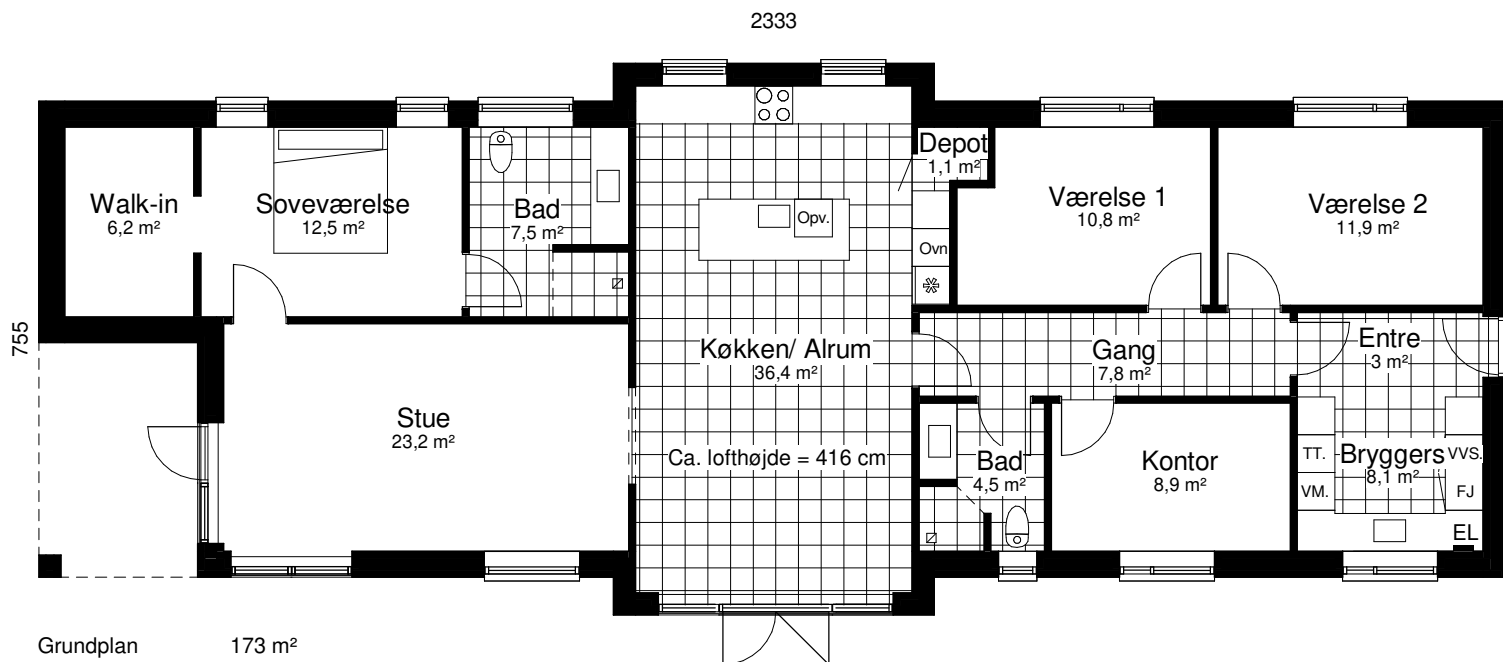 2333
Depot
1,1 m²
Walk-in
6,2 m²
Soveværelse
12,5 m²
Bad
7,5 m²
Opv.
Ovn
Værelse 1
10,8 m²
Værelse 2
11,9 m²
755
Køkken/ Alrum
36,4 m²
Gang
7,8 m²
Entre
3 m²
Stue
23,2 m²
Ca. lofthøjde = 416 cm
Bad
4,5 m²
Kontor
8,9 m²
TT.
Bryggers
8,1 m²
VVS.
VM.
FJ
EL
Grundplan 173 m²